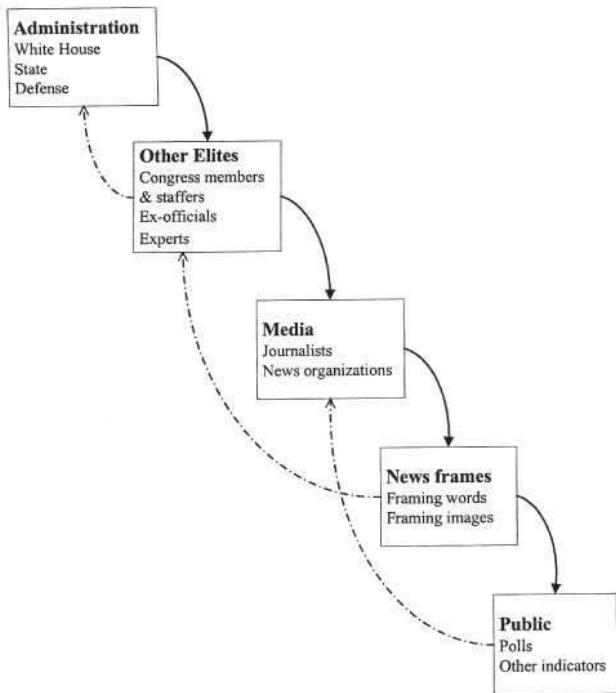 Administration
White House
State
Defense
Other Elites
Congress members
& staffers
Ex-officials
Experts
Media
Journalists
News organizations
News frames
Framing words
Framing images
Public
Polls
Other indicators